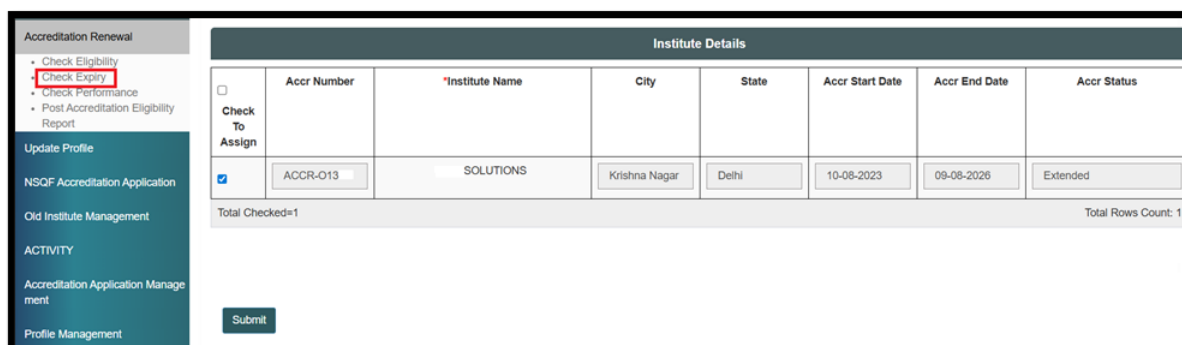 Accreditation Renewal
Check Eligibility
Check Expiry
Check Performance
Post Accreditation Eligibility
Report
Update Profile
NSQF Accreditation Application
Old Institute Management
ACTIVITY
Accreditation Application Manage
ment
Profile Management
Institute Details
Check
To
Assign
Accr Number
*Institute Name
City
State
Accr Start Date
Accr End Date
Accr Status
ACCR-O13
SOLUTIONS
Krishna Nagar
Delhi
10-08-2023
09-08-2026
Extended
Total Checked=1
Total Rows Count: 1
Submit